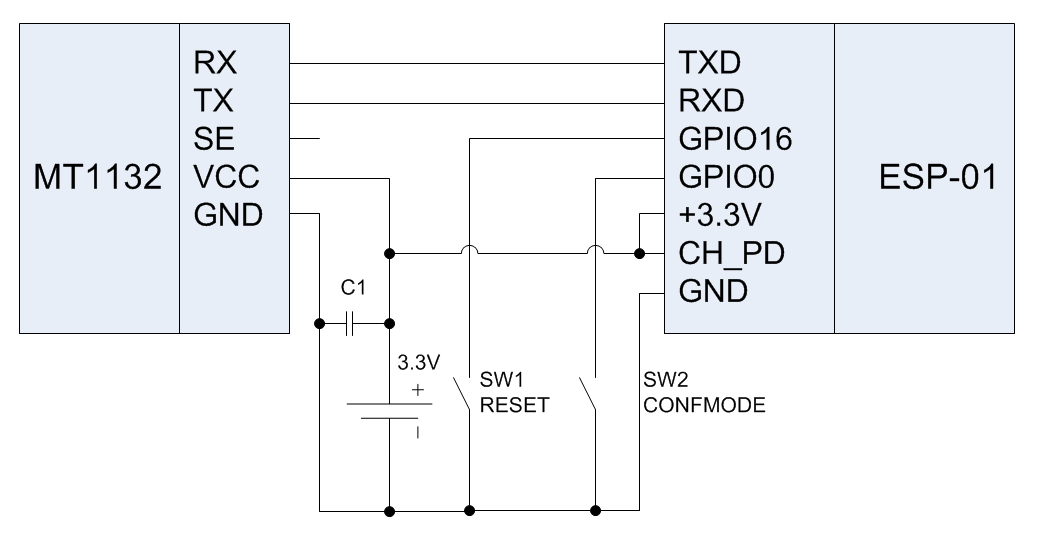 MT1132
RX
TX
SE
VCC
GND
TXD
RXD
GPIO16
GPIO0
+3.3V
CH_PD
GND
ESP-01
C1
3.3V
+
–
SW1
RESET
SW2
CONFMODE